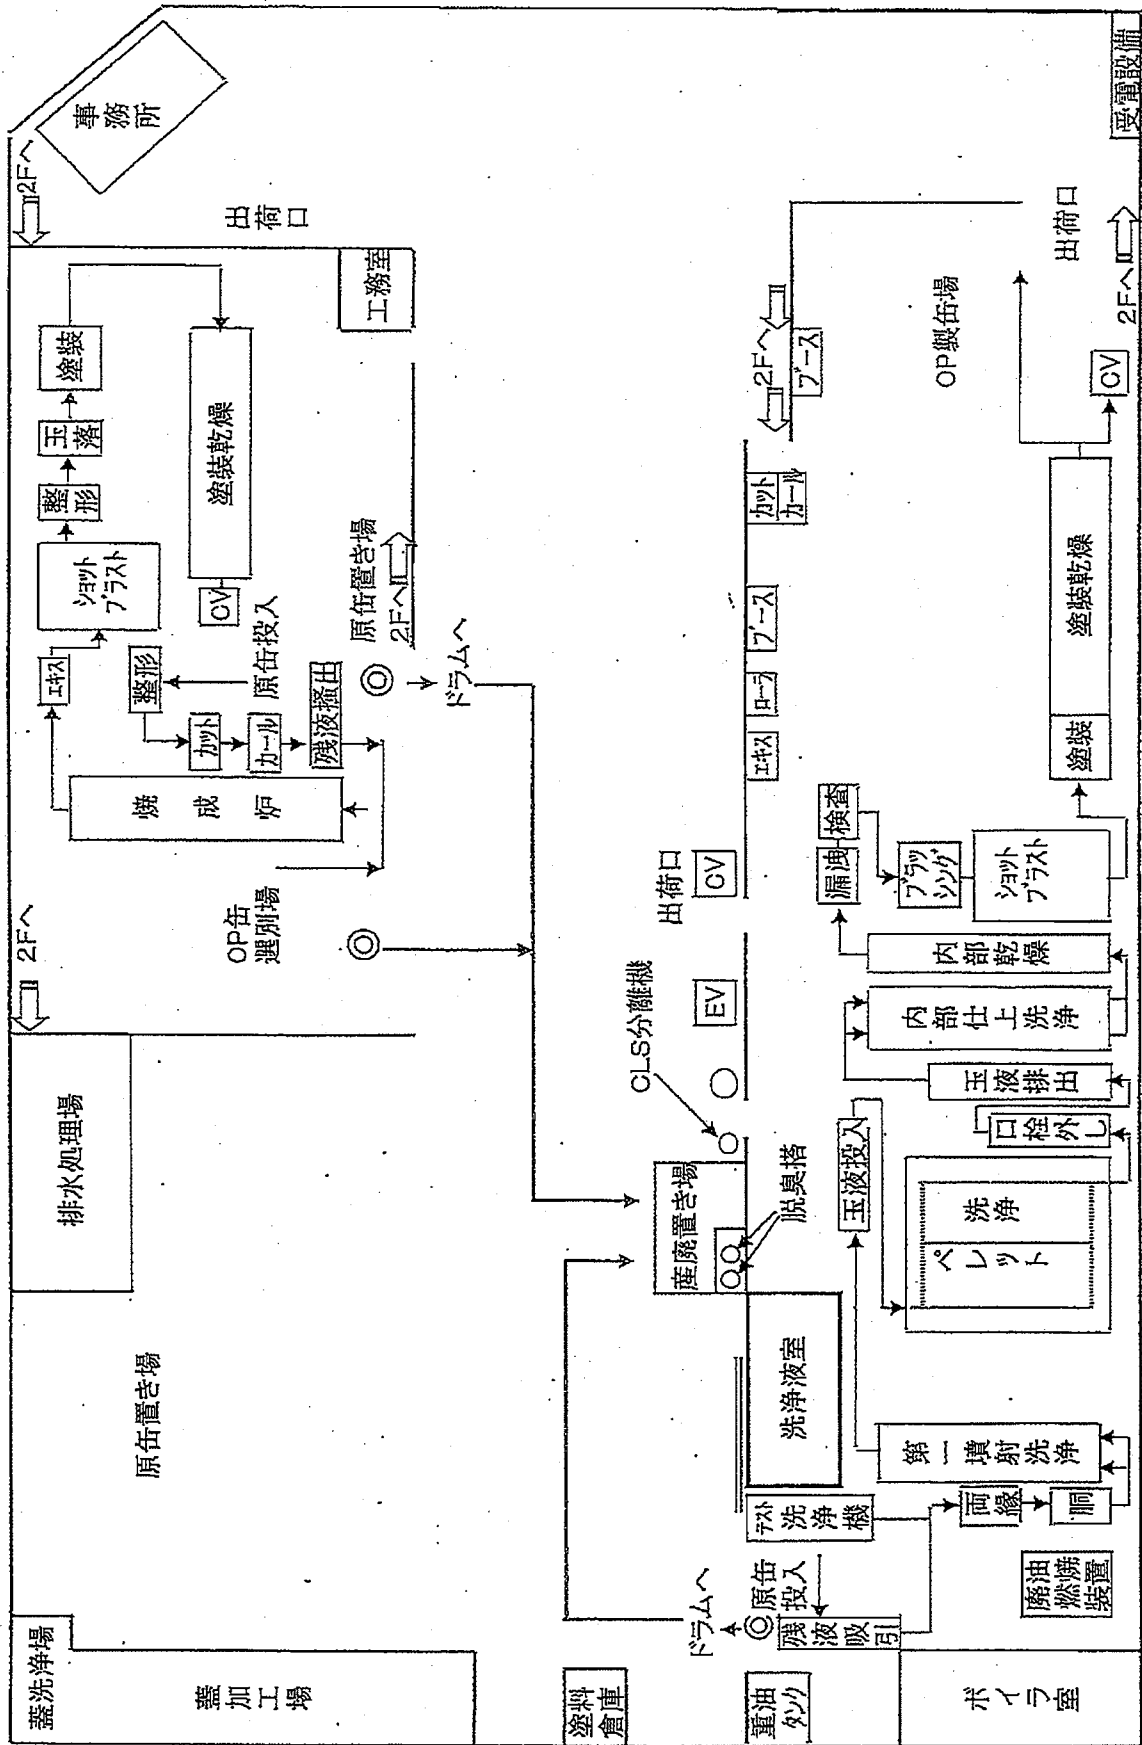 蓋洗浄場
蓋加工場
原缶置き場
排水処理場
2Fへ
OP缶
選別場
焼成炉
エキス
ショット
ブラスト
整形
玉落
塗装
塗装乾燥
CV
整形
原缶投入
カット
カール
残液掻出
原缶置き場
2Fへ
ドラムへ
工務室
出荷口
2Fへ
事務所
塗料
倉庫
重油
タンク
ボイラ室
ドラムへ
原缶
投入
残液吸引
テスト
洗浄機
洗浄液室
産廃置き場
脱臭搭
CLS分離機
EV
出荷口
CV
エキス
ローラ
ブース
カット
カール
2Fへ
ブース
廃油
燃焼
装置
両縁
胴
第一墳射洗浄
玉液投入
ペレット
洗浄
口栓外し
玉液排出
内部仕上洗浄
内部乾燥
漏洩
検査
ブラッ
シング
ショット
ブラスト
塗装
塗装乾燥
CV
OP製缶場
出荷口
2Fへ
受電設備